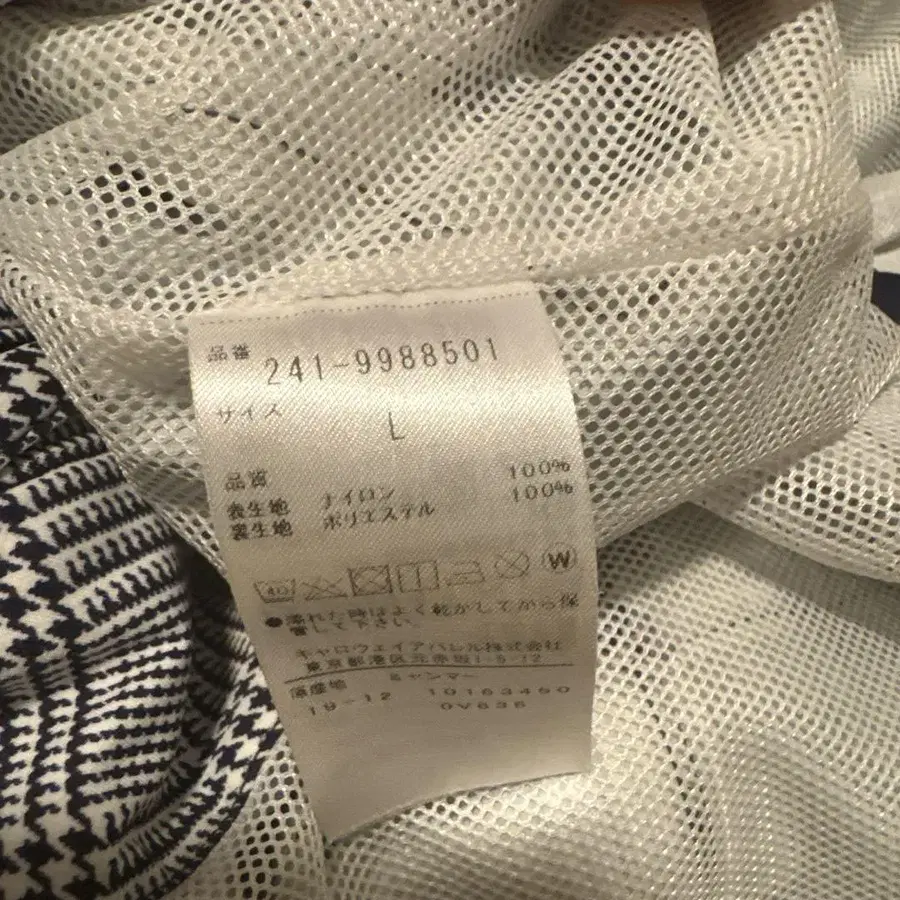 品番 241-9988501
サイズ L
品質
表生地 ナイロン 100%
裏生地 ポリエステル 100%
40 W
●濡れた時はよく乾かしてから保
管して下さい。
キャロウェイアパレル株式会社
東京都港区元赤坂1-5-12
原産地 ミャンマー
19-12 10163450
0V636